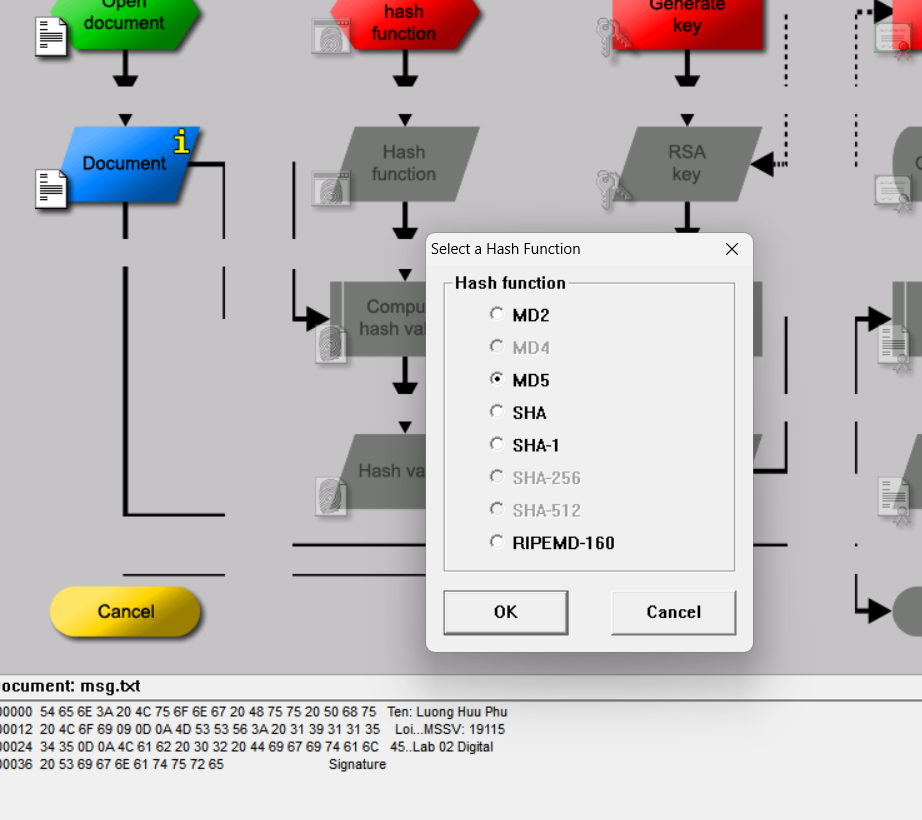 Open
document
hash
function
Generate
key
Document
i
Hash
function
RSA
key
Select a Hash Function
Hash function
MD2
MD4
MD5
SHA
SHA-1
SHA-256
SHA-512
RIPEMD-160
OK
Cancel
Compu
hash va
Hash va
Cancel
ocument: msg.txt
00000 54 65 6E 3A 20 4C 75 6F 6E 67 20 48 75 75 20 50 68 75 Ten: Luong Huu Phu
00012 20 4C 6F 69 09 0D 0A 4D 53 53 56 3A 20 31 39 31 31 35 Loi...MSSV: 19115
00024 34 35 0D 0A 4C 61 62 20 30 32 20 44 69 67 69 74 61 6C 45..Lab 02 Digital
00036 20 53 69 67 6E 61 74 75 72 65 Signature